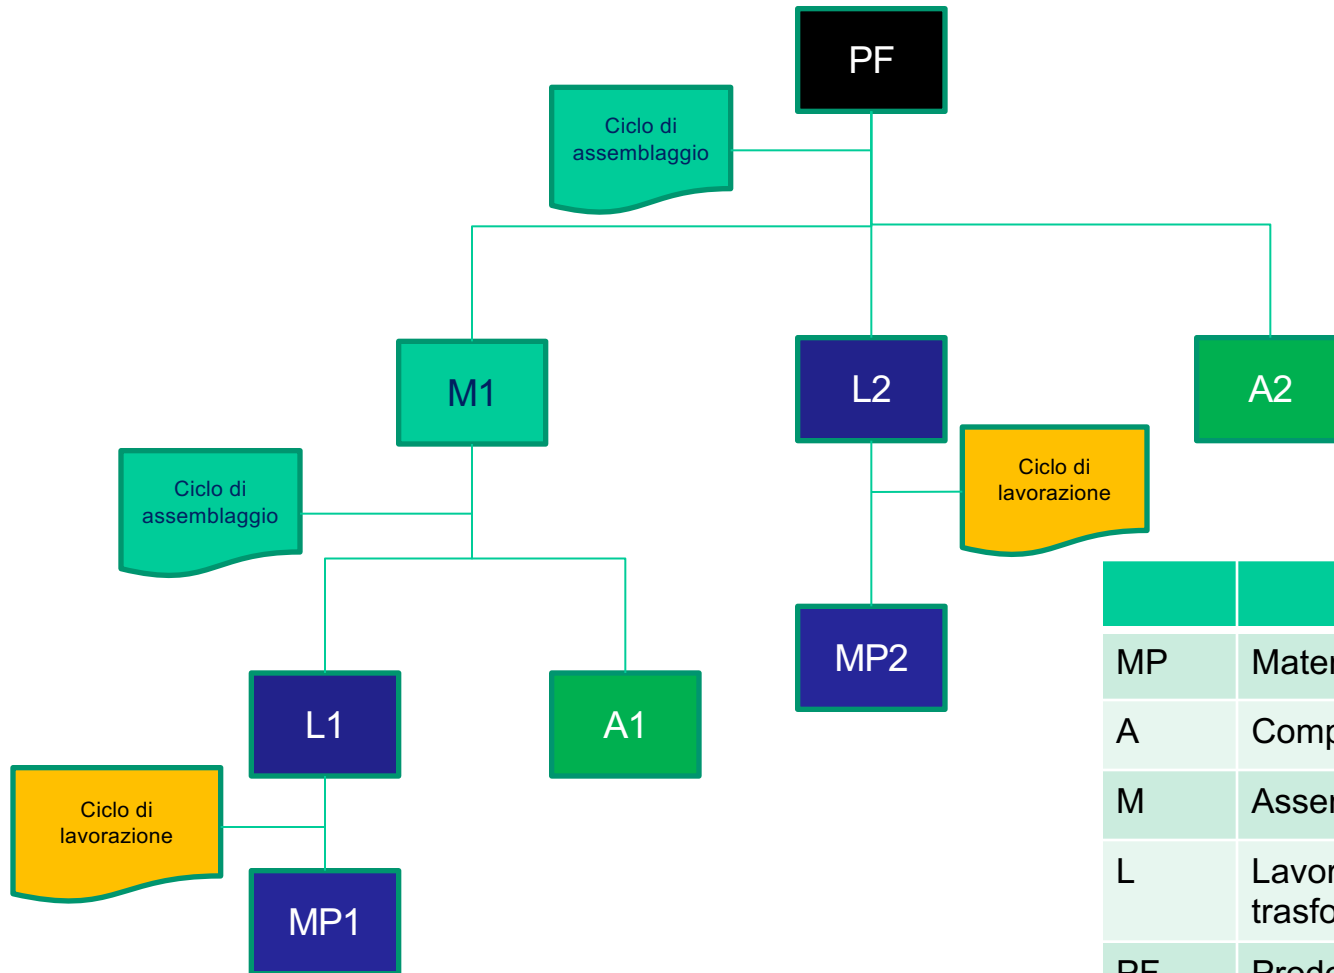 PF
Ciclo di
assemblaggio
M1
L2
A2
Ciclo di
assemblaggio
Ciclo di
lavorazione
L1
A1
MP2
Ciclo di
lavorazione
MP1
MP
A
M
L